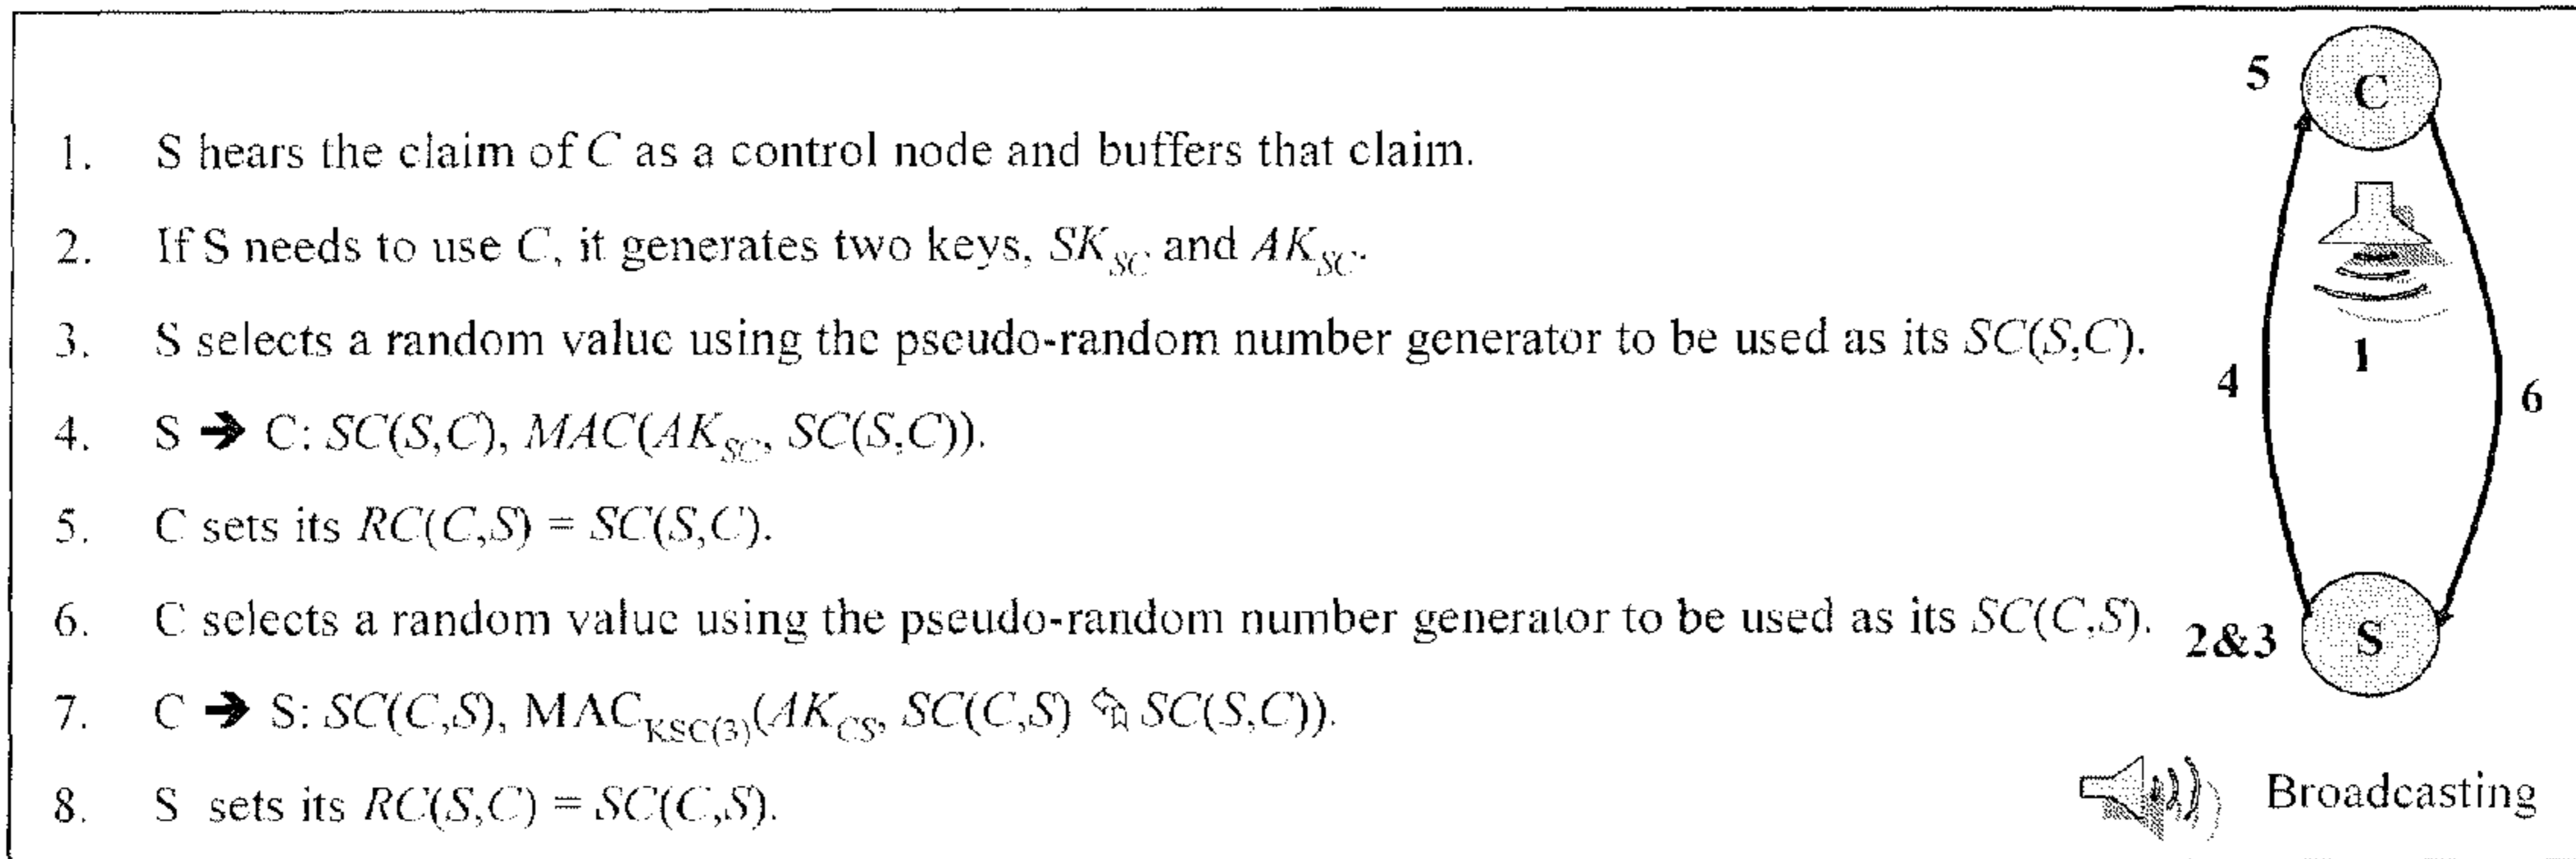 1. S hears the claim of C as a control node and buffers that claim.
2. If S needs to use C, it generates two keys, SK_SC and AK_SC.
3. S selects a random value using the pseudo-random number generator to be used as its SC(S,C).
4. S ➔ C: SC(S,C), MAC(AK_SC, SC(S,C)).
5. C sets its RC(C,S) = SC(S,C).
6. C selects a random value using the pseudo-random number generator to be used as its SC(C,S).
7. C ➔ S: SC(C,S), MAC_KSC(3)(AK_CS, SC(C,S) SC(S,C)).
8. S sets its RC(S,C) = SC(C,S).
5
C
1
4
6
2&3
S
Broadcasting